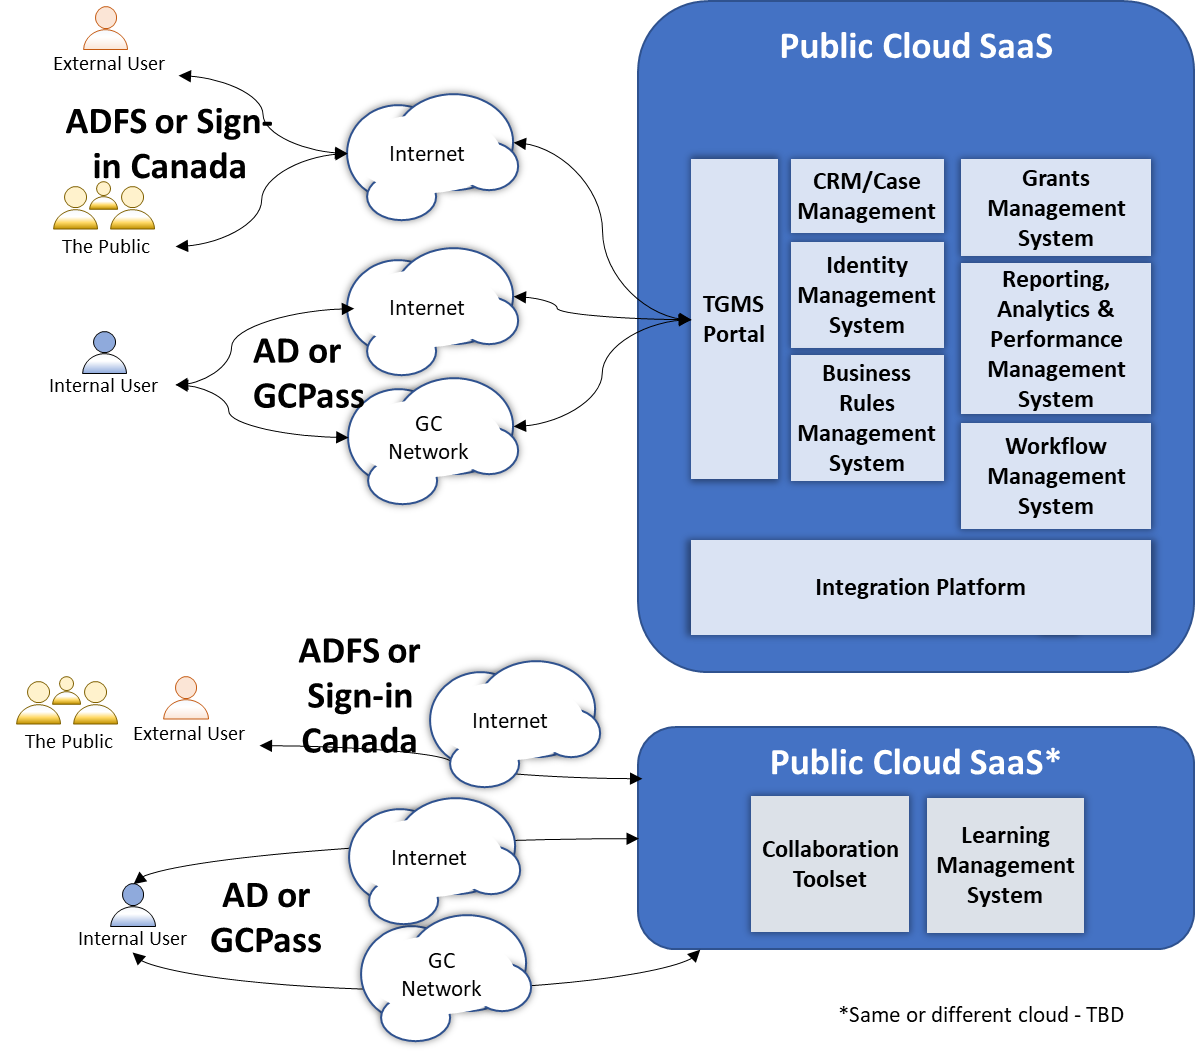 External User
ADFS or Sign-
in Canada
The Public
Internet
Internet
Internal User
AD or
GCPass
GC
Network
Public Cloud SaaS
TGMS
Portal
CRM/Case
Management
Identity
Management
System
Business
Rules
Management
System
Grants
Management
System
Reporting,
Analytics &
Performance
Management
System
Workflow
Management
System
Integration Platform
ADFS or
Sign-in
Canada
The Public
External User
Internet
Internet
Internal User
AD or
GCPass
GC
Network
Public Cloud SaaS*
Collaboration
Toolset
Learning
Management
System
*Same or different cloud - TBD